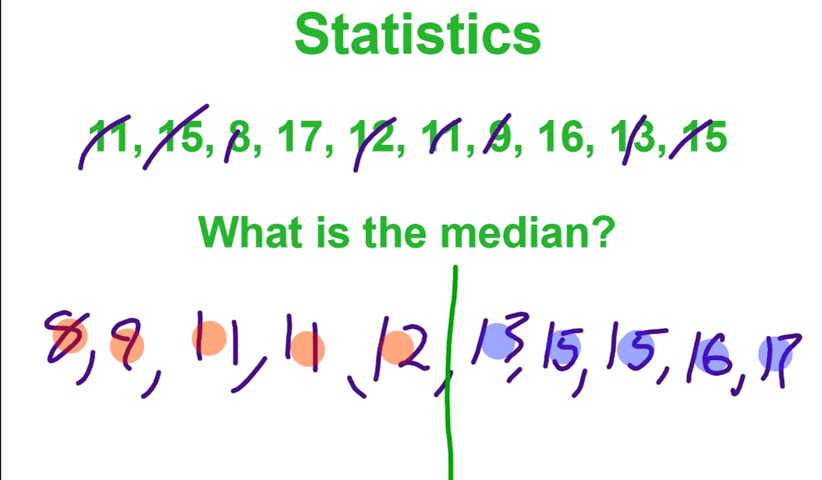 Statistics
11, 15, 8, 17, 12, 11, 9, 16, 13, 15
What is the median?
8, 9, 11, 11, 12, 13, 15, 15, 16, 17